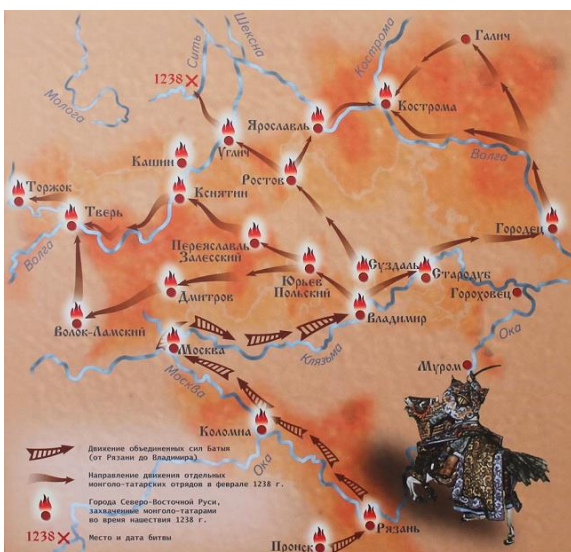 Шексна
Сить
Кострома
Галич
1238
Молога
Кострома
Ярославль
Углич
Волга
Кашин
Ростов
Торжок
Кснятин
Тверь
Городец
Переяславль
Залесский
Волга
Суздаль
Стародуб
Юрьев
Польский
Дмитров
Гороховец
Владимир
Волок-Ламский
Ока
Москва
Клязьма
Муром
Москва
Коломна
Движение объединенных сил Батыя
(от Рязани до Владимира)
Ока
Направление движения отдельных
монголо-татарских отрядов в феврале 1238 г.
Города Северо-Восточной Руси,
захваченные монголо-татарами
во время нашествия 1238 г.
Рязань
1238
Место и дата битвы
Пронск